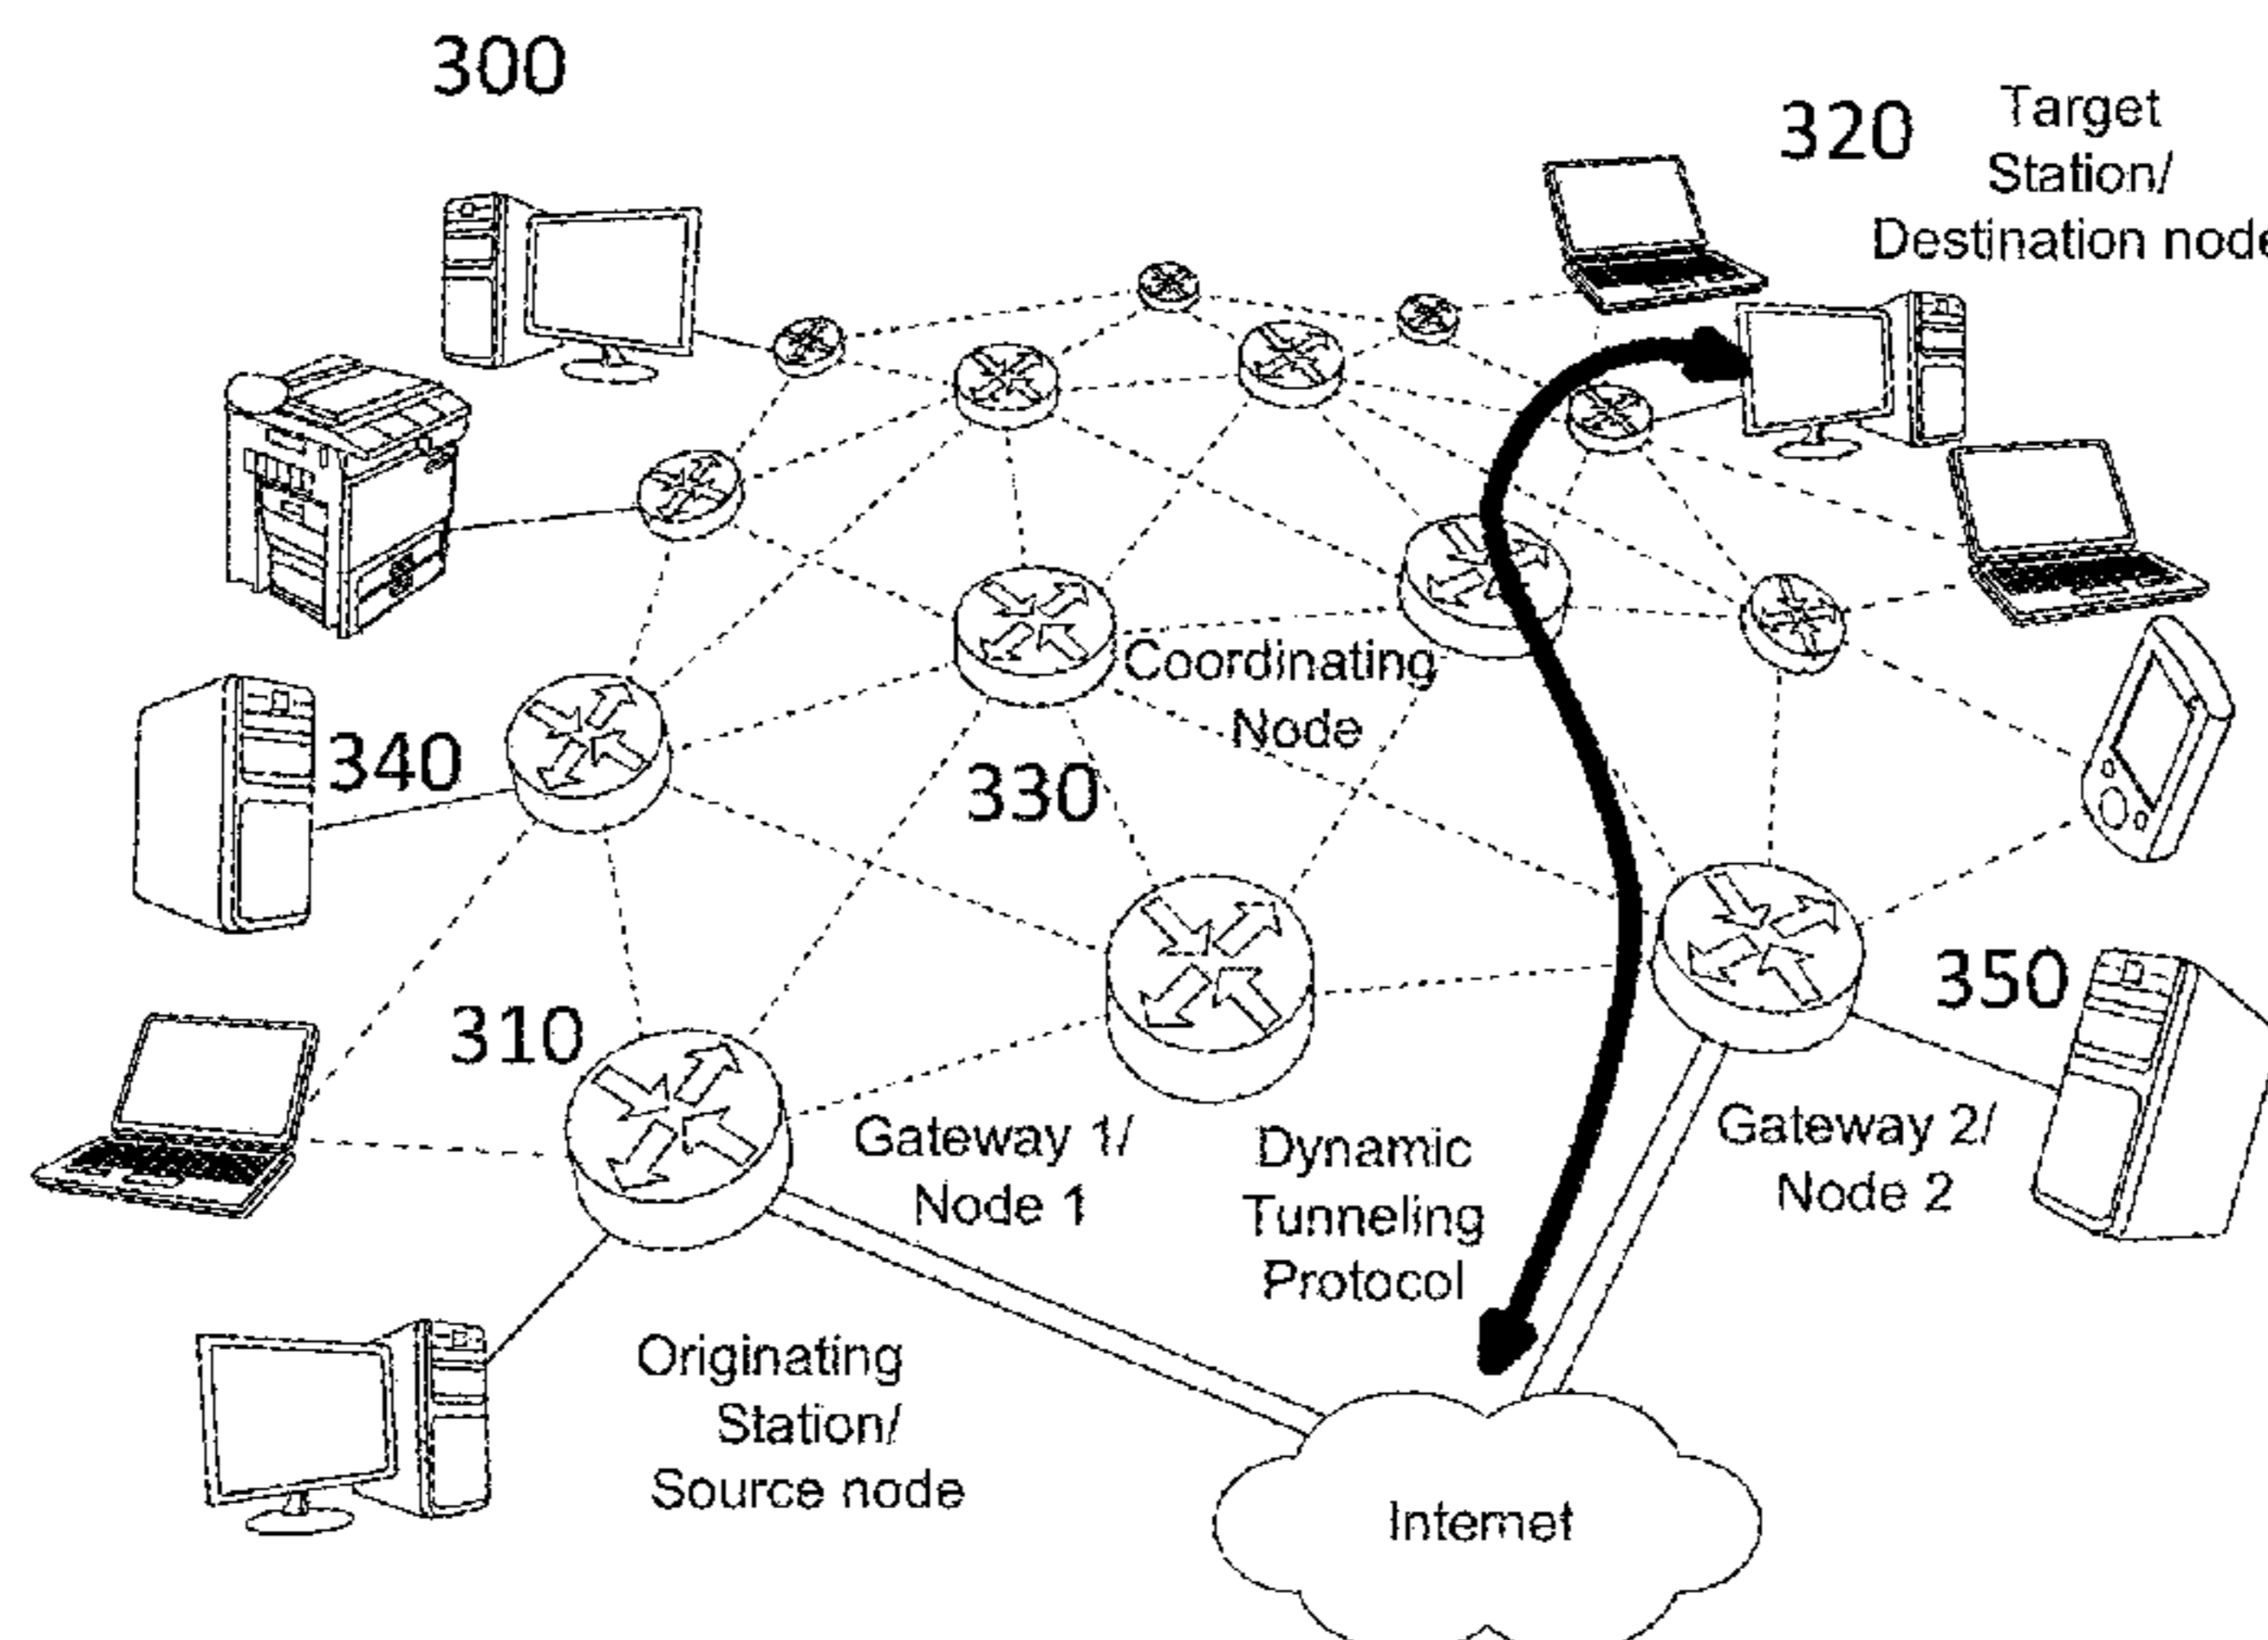 300
320
Target
Station/
Destination node
Coordinating
Node
340
330
350
310
Gateway 1/
Node 1
Dynamic
Tunneling
Protocol
Gateway 2/
Node 2
Originating
Station/
Source node
Internet